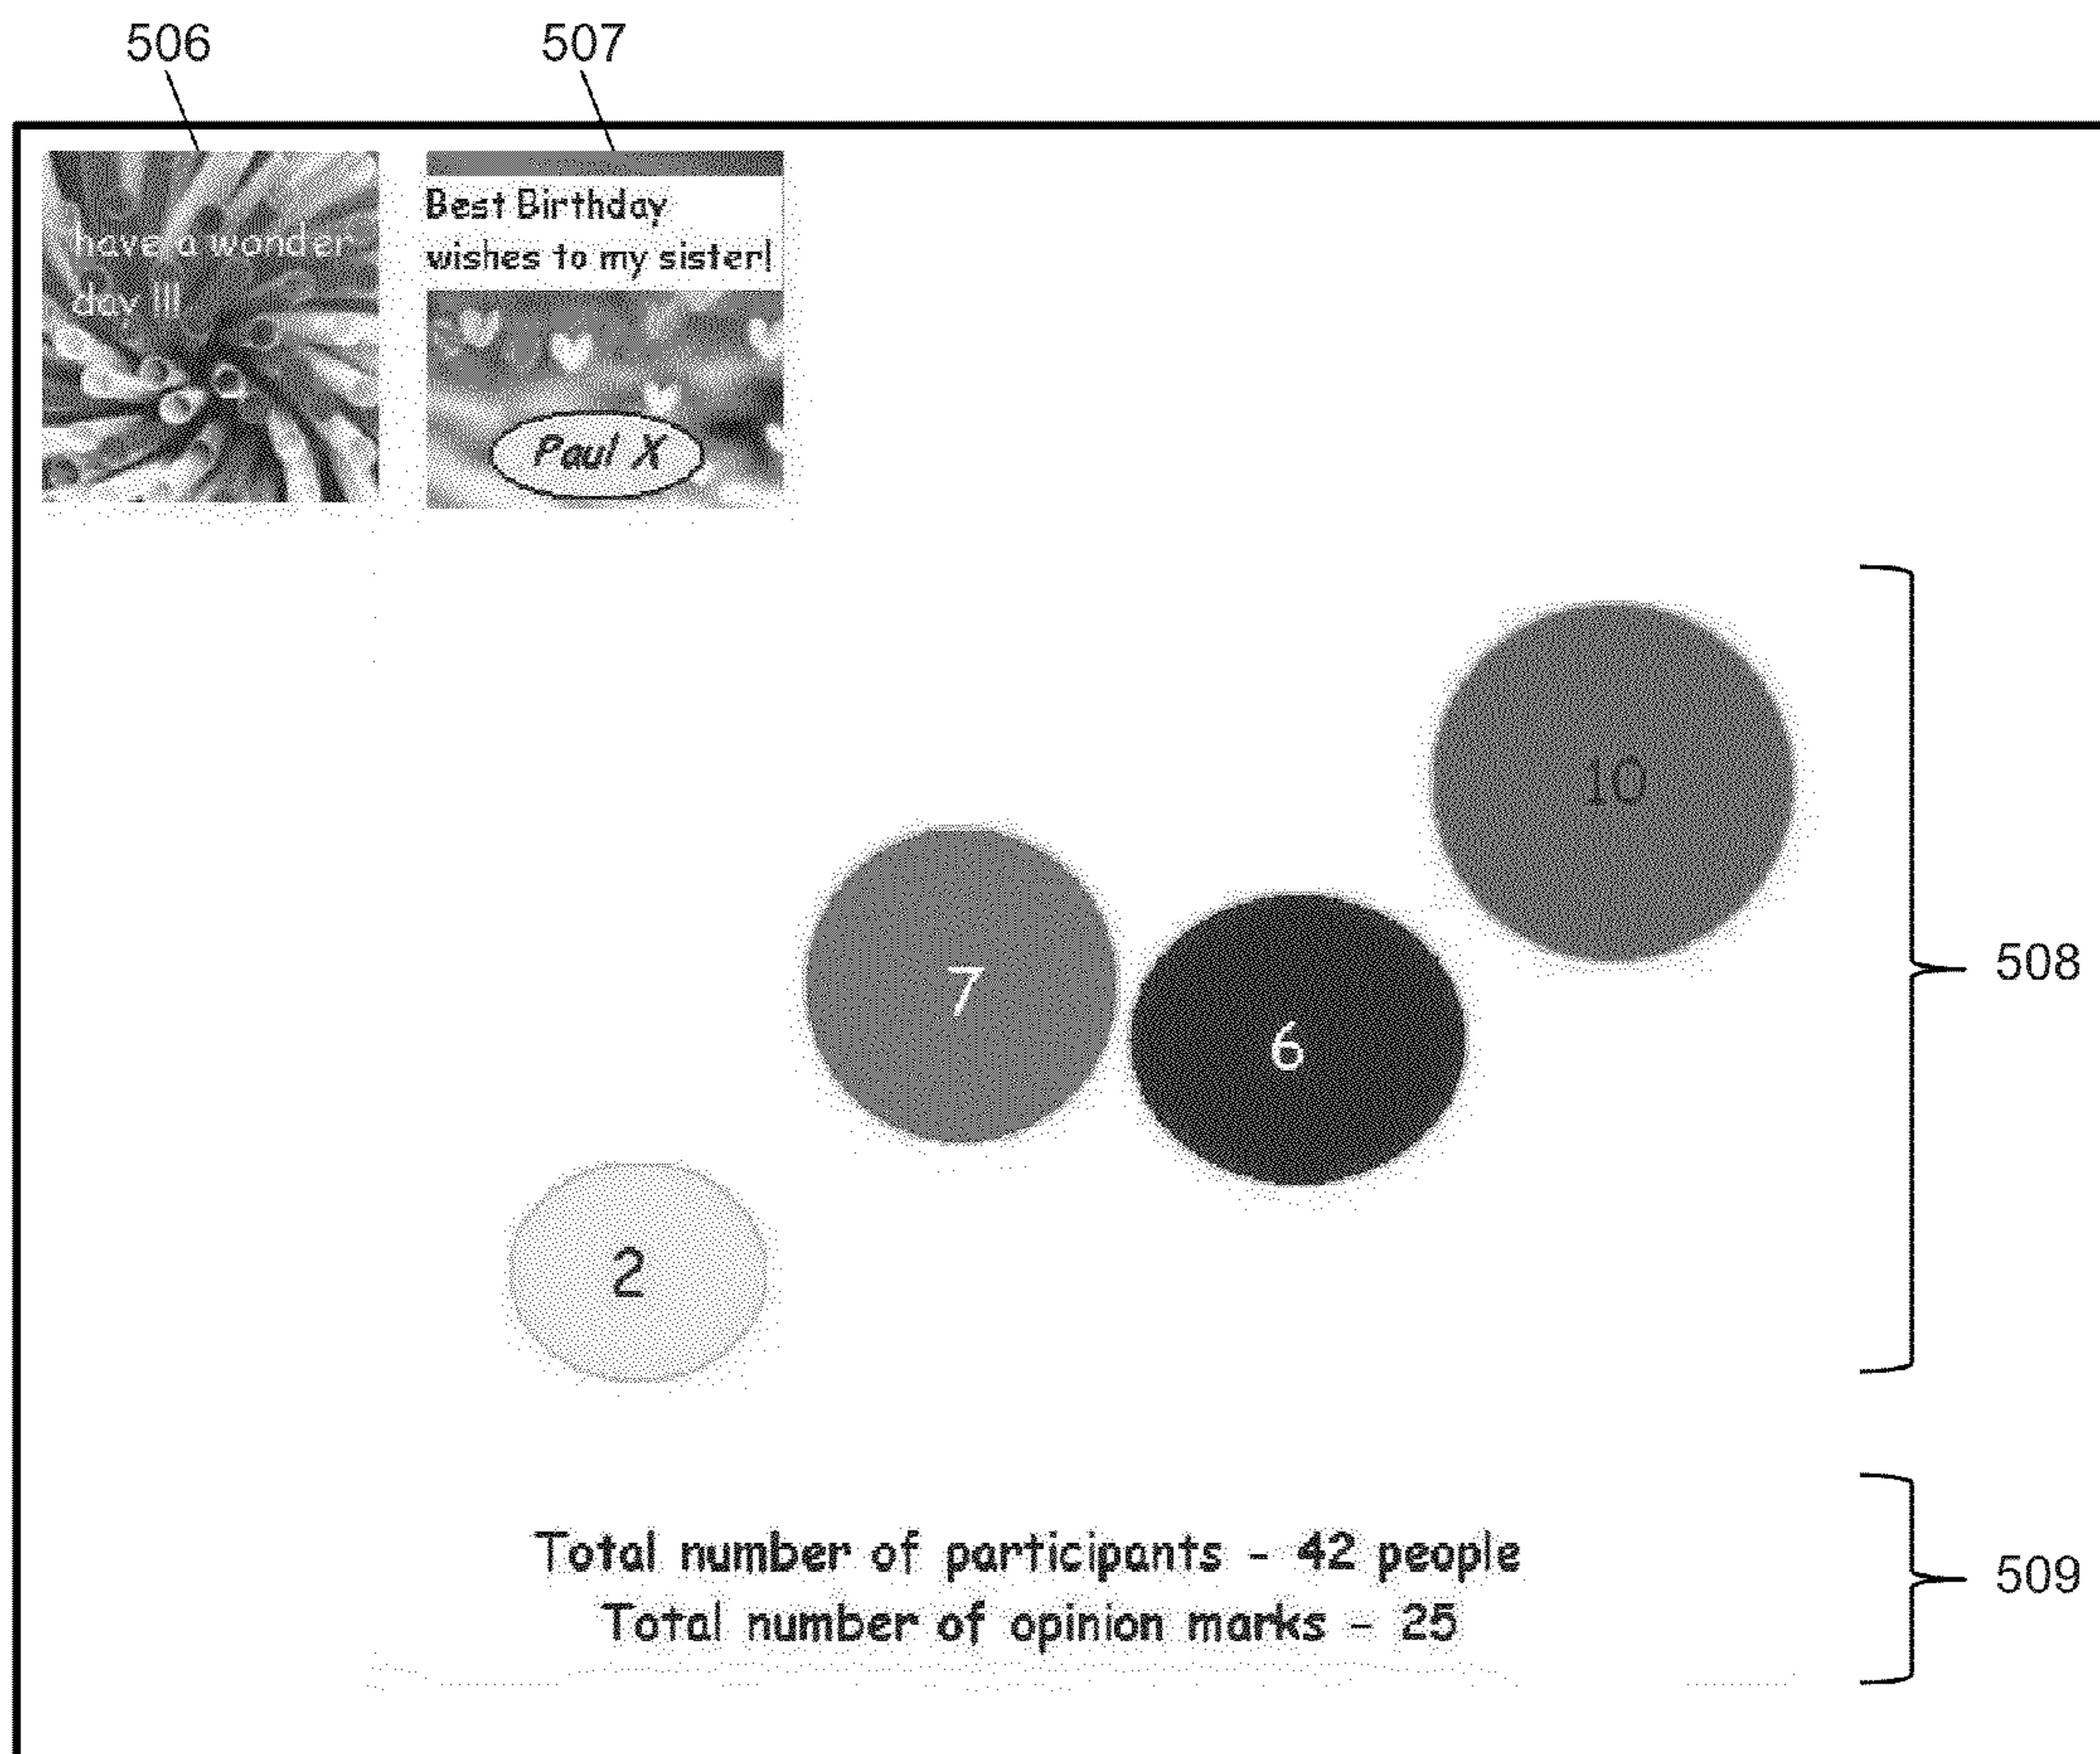 506
507
have a wonder
day !!!
Best Birthday
wishes to my sister!
Paul X
10
508
7
6
2
Total number of participants - 42 people
Total number of opinion marks - 25
509